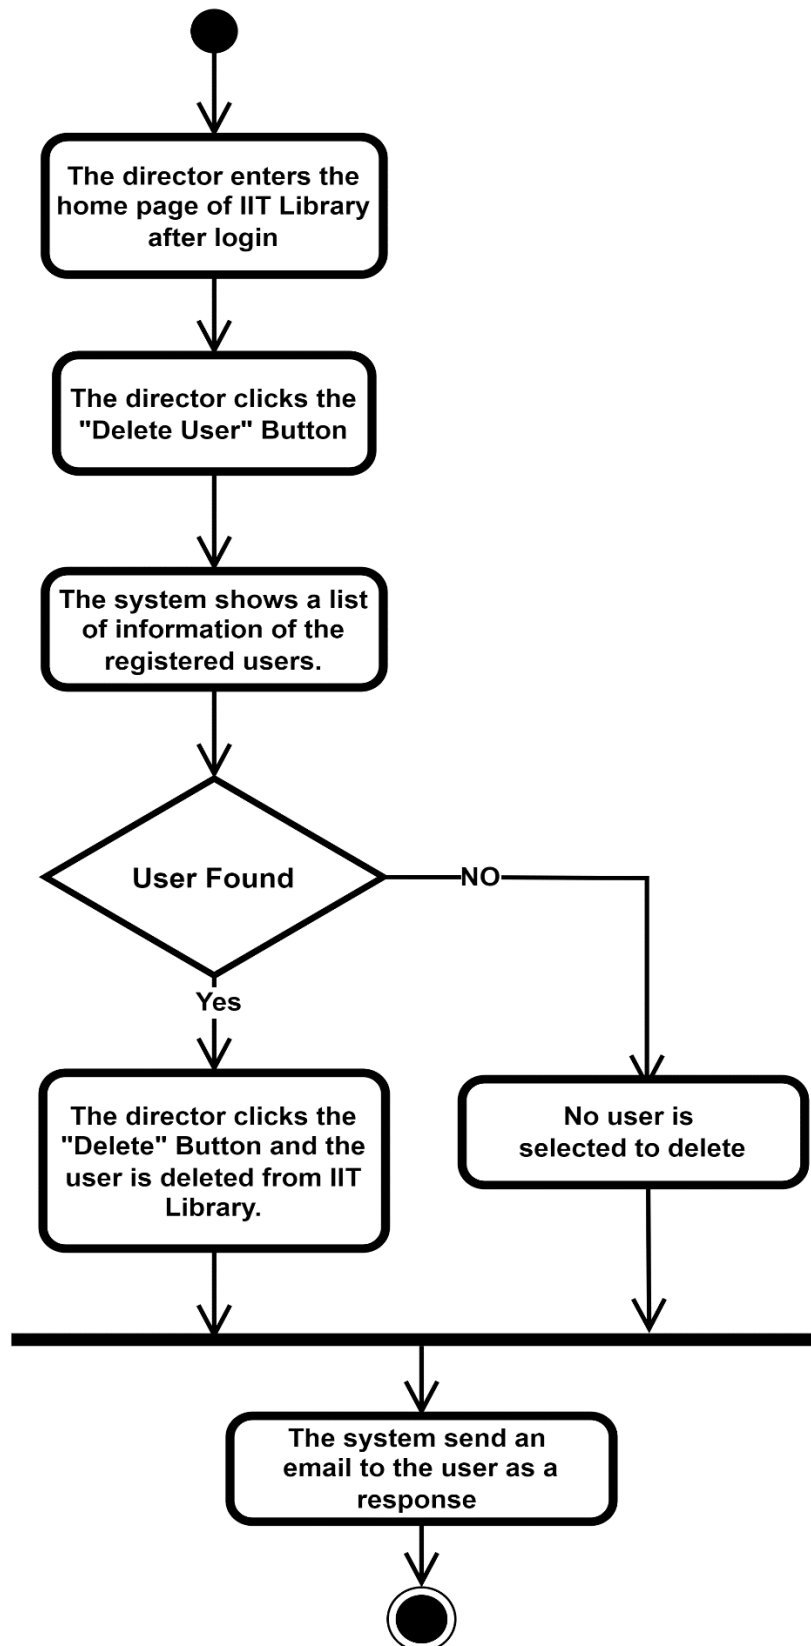 The director enters the
home page of IIT Library
after login
The director clicks the
"Delete User" Button
The system shows a list
of information of the
registered users.
User Found
NO
Yes
The director clicks the
"Delete" Button and the
user is deleted from IIT
Library.
No user is
selected to delete
The system send an
email to the user as a
response